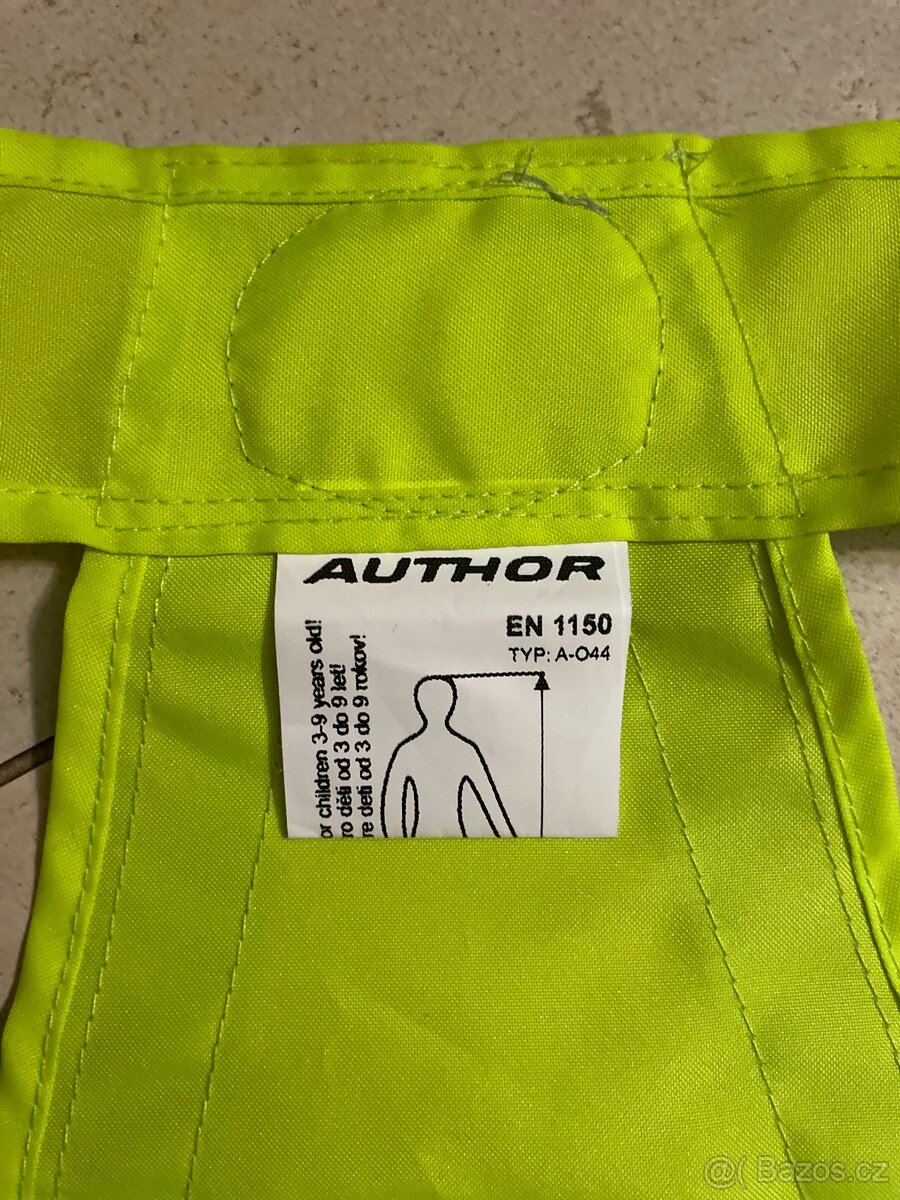 AUTHOR
EN 1150
TYP: A-O44
or children 3-9 years old!
ro děti od 3 do 9 let!
re deti od 3 do 9 rokov!
@( Bazos.cz